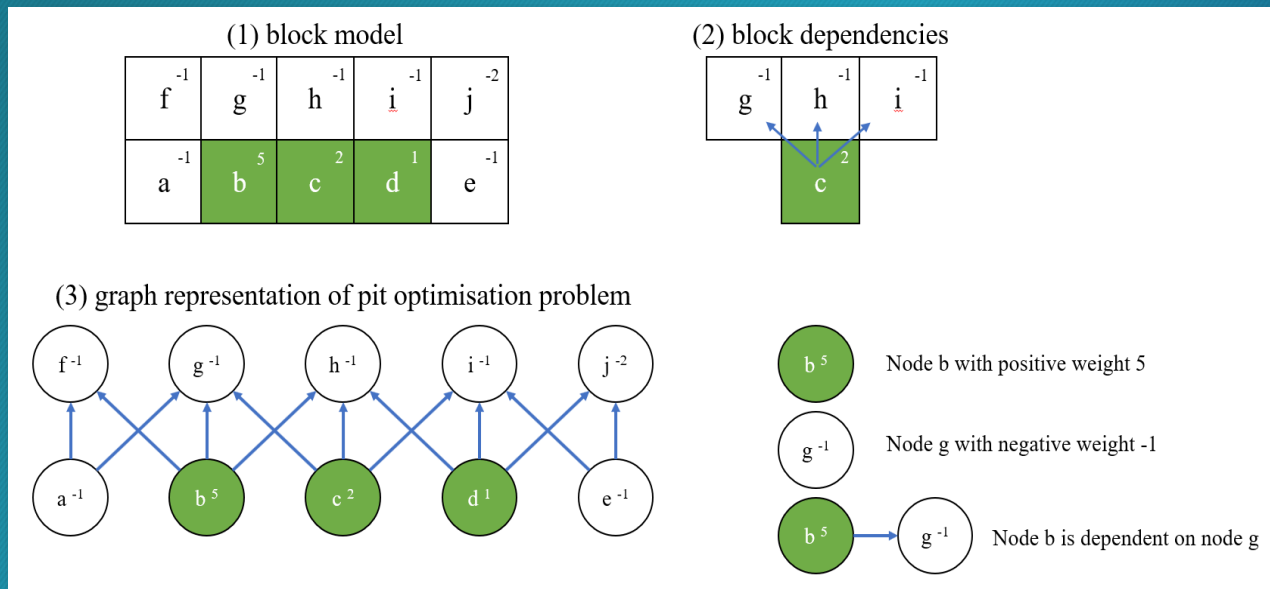 (1) block model
-1 -1 -1 -1 -2
f g h i j
-1 5 2 1 -1
a b c d e
(2) block dependencies
-1 -1 -1
g h i
2
c
(3) graph representation of pit optimisation problem
f -1 g -1 h -1 i -1 j -2
a -1 b 5 c 2 d 1 e -1
b 5 Node b with positive weight 5
g -1 Node g with negative weight -1
b 5 g -1 Node b is dependent on node g